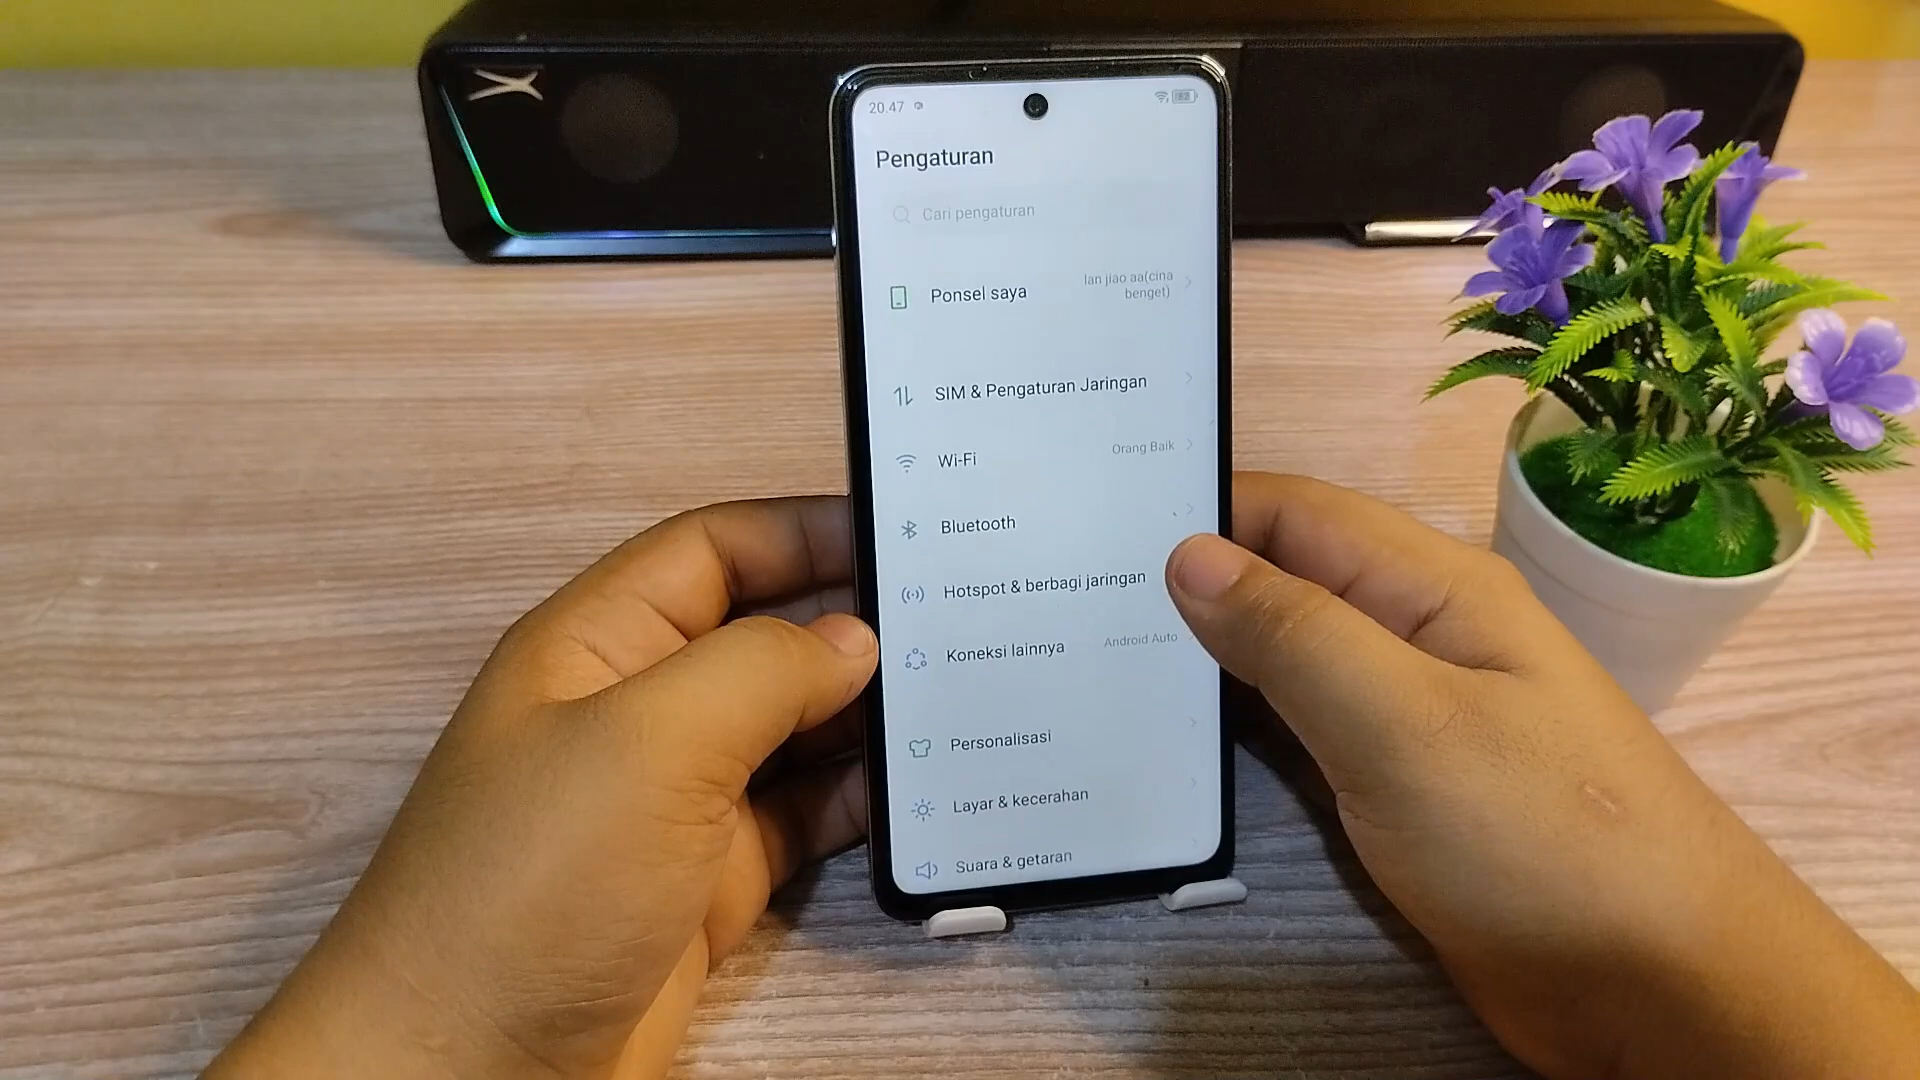 20.47
82
Pengaturan
Cari pengaturan
Ponsel saya
lan jiao aa(cina
benget)
SIM & Pengaturan Jaringan
Wi-Fi
Orang Baik
Bluetooth
Hotspot & berbagi jaringan
Koneksi lainnya
Android Auto
Personalisasi
Layar & kecerahan
Suara & getaran